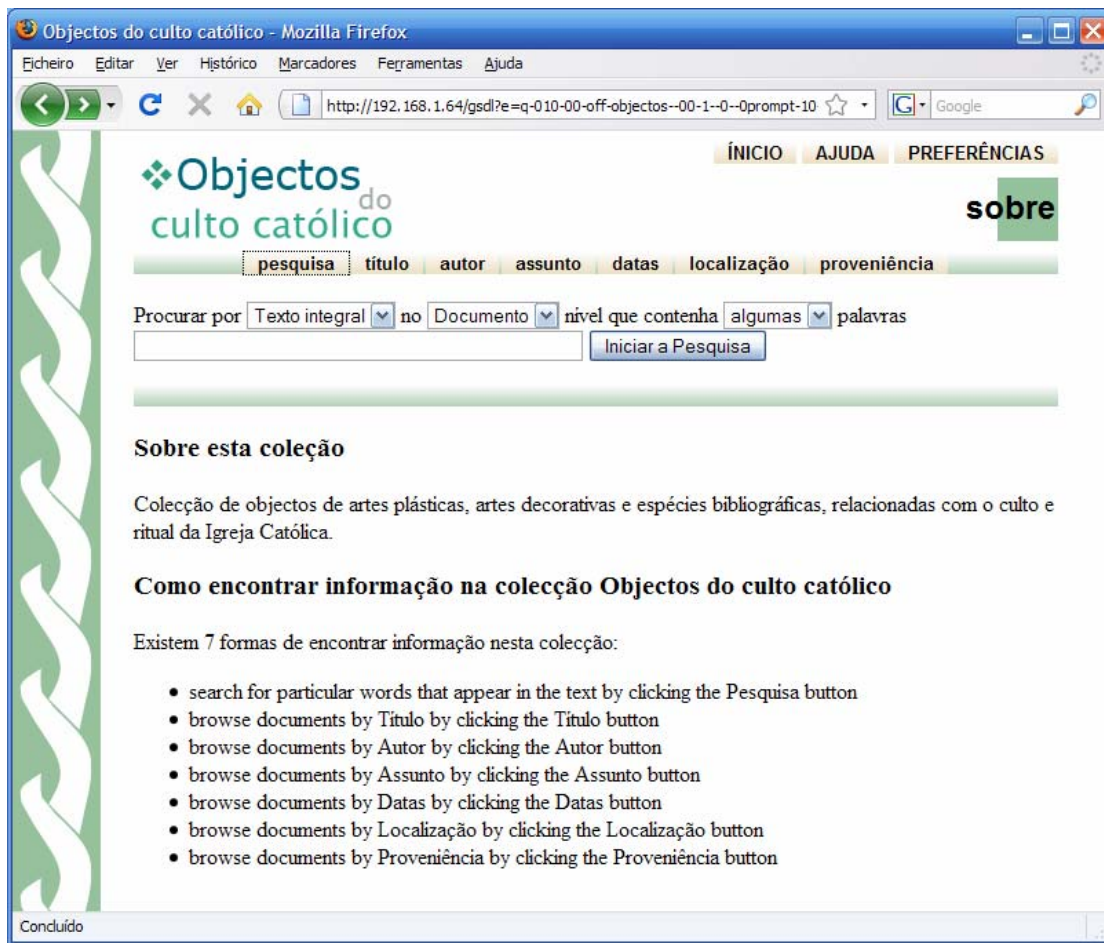 Objectos do culto católico - Mozilla Firefox
Ficheiro Editar Ver Histórico Marcadores Ferramentas Ajuda
http://192.168.1.64/gsdl?e=q-010-00-off-objectos--00-1--0--0prompt-10 G Google
ÍNICIO AJUDA PREFERÊNCIAS
Objectos
do
culto católico
sobre
pesquisa título autor assunto datas localização proveniência
Procurar por Texto integral no Documento nível que contenha algumas palavras
Iniciar a Pesquisa
Sobre esta coleção
Colecção de objectos de artes plásticas, artes decorativas e espécies bibliográficas, relacionadas com o culto e
ritual da Igreja Católica.
Como encontrar informação na colecção Objectos do culto católico
Existem 7 formas de encontrar informação nesta colecção:
• search for particular words that appear in the text by clicking the Pesquisa button
• browse documents by Título by clicking the Título button
• browse documents by Autor by clicking the Autor button
• browse documents by Assunto by clicking the Assunto button
• browse documents by Datas by clicking the Datas button
• browse documents by Localização by clicking the Localização button
• browse documents by Proveniência by clicking the Proveniência button
Concluído